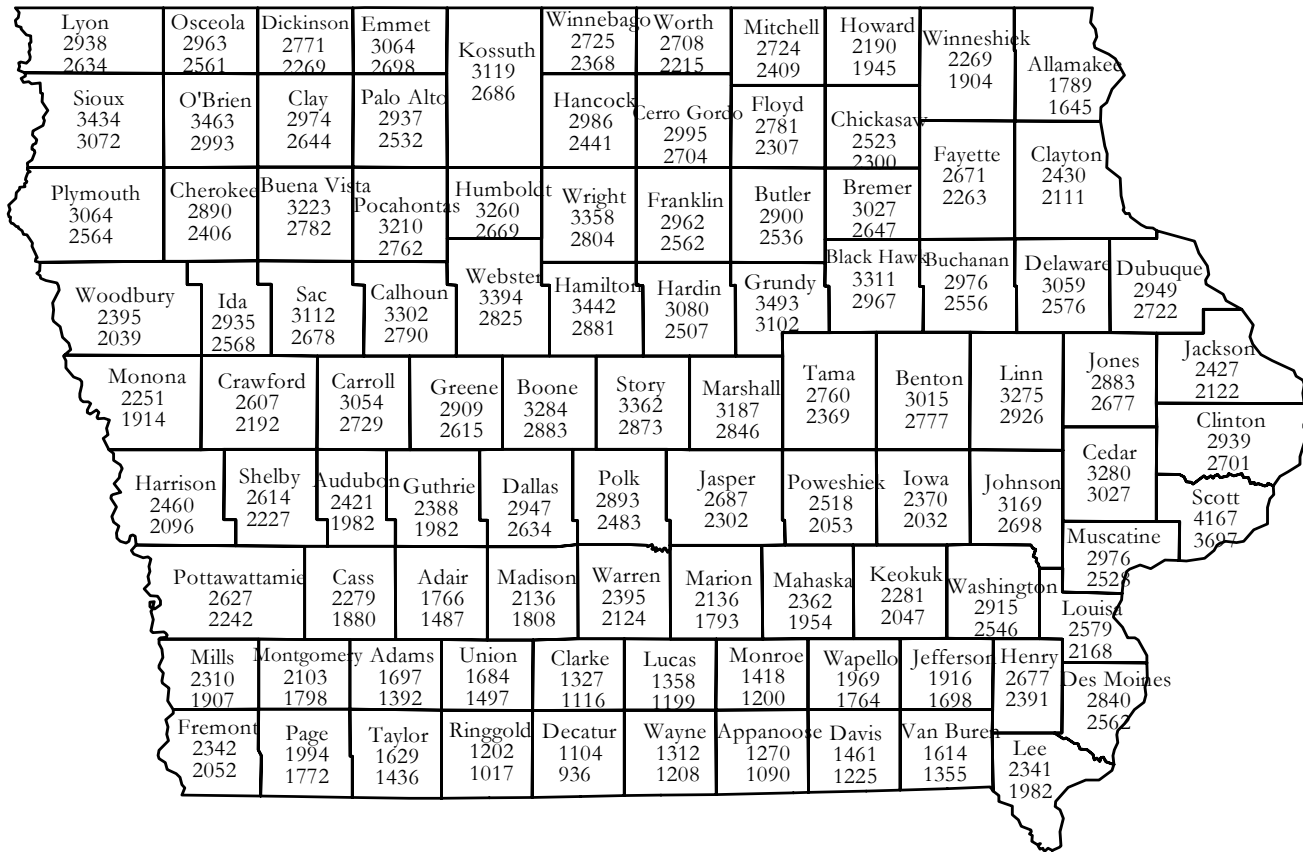 Lyon
2938
2634
Osceola
2963
2561
Dickinson
2771
2269
Emmet
3064
2698
Kossuth
3119
2686
Winnebago
2725
2368
Worth
2708
2215
Mitchell
2724
2409
Howard
2190
1945
Winneshiek
2269
1904
Allamakee
1789
1645
Sioux
3434
3072
O'Brien
3463
2993
Clay
2974
2644
Palo Alto
2937
2532
Hancock
2986
2441
Cerro Gordo
2995
2704
Floyd
2781
2307
Chickasaw
2523
2300
Fayette
2671
2263
Clayton
2430
2111
Plymouth
3064
2564
Cherokee
2890
2406
Buena Vista
3223
2782
Pocahontas
3210
2762
Humboldt
3260
2669
Wright
3358
2804
Franklin
2962
2562
Butler
2900
2536
Bremer
3027
2647
Woodbury
2395
2039
Ida
2935
2568
Sac
3112
2678
Calhoun
3302
2790
Webster
3394
2825
Hamilton
3442
2881
Hardin
3080
2507
Grundy
3493
3102
Black Hawk
3311
2967
Buchanan
2976
2556
Delaware
3059
2576
Dubuque
2949
2722
Monona
2251
1914
Crawford
2607
2192
Carroll
3054
2729
Greene
2909
2615
Boone
3284
2883
Story
3362
2873
Marshall
3187
2846
Tama
2760
2369
Benton
3015
2777
Linn
3275
2926
Jones
2883
2677
Jackson
2427
2122
Clinton
2939
2701
Harrison
2460
2096
Shelby
2614
2227
Audubon
2421
1982
Guthrie
2388
1982
Dallas
2947
2634
Polk
2893
2483
Jasper
2687
2302
Poweshiek
2518
2053
Iowa
2370
2032
Johnson
3169
2698
Cedar
3280
3027
Scott
4167
3697
Muscatine
2976
2528
Pottawattamie
2627
2242
Cass
2279
1880
Adair
1766
1487
Madison
2136
1808
Warren
2395
2124
Marion
2136
1793
Mahaska
2362
1954
Keokuk
2281
2047
Washington
2915
2546
Louisa
2579
2168
Mills
2310
1907
Montgomery
2103
1798
Adams
1697
1392
Union
1684
1497
Clarke
1327
1116
Lucas
1358
1199
Monroe
1418
1200
Wapello
1969
1764
Jefferson
1916
1698
Henry
2677
2391
Des Moines
2840
2562
Fremont
2342
2052
Page
1994
1772
Taylor
1629
1436
Ringgold
1202
1017
Decatur
1104
936
Wayne
1312
1208
Appanoose
1270
1090
Davis
1461
1225
Van Buren
1614
1355
Lee
2341
1982